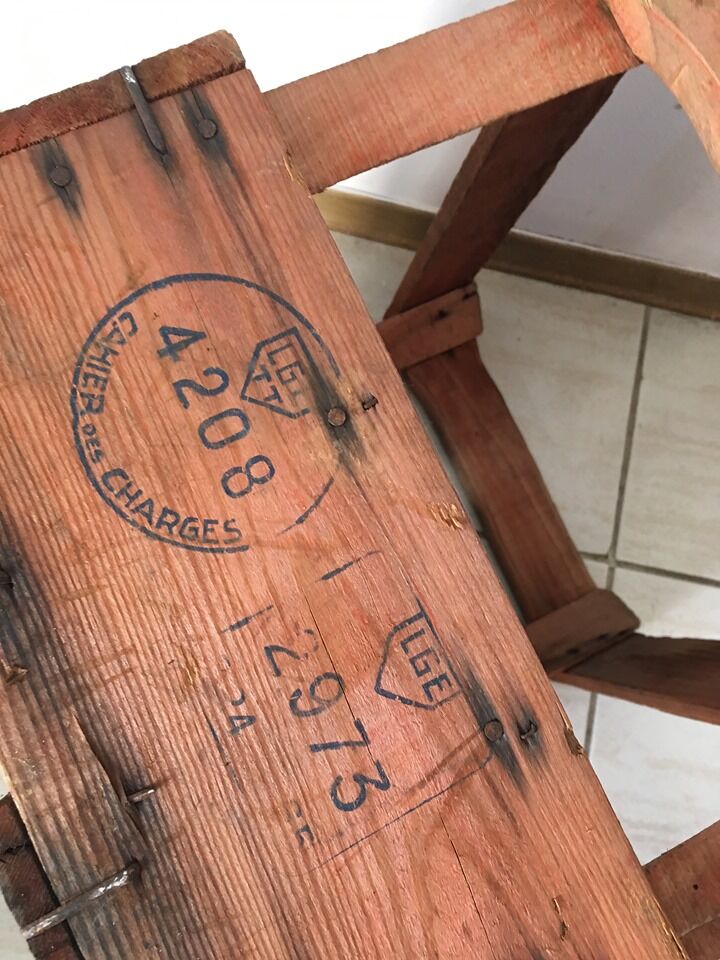 LGE
TT
4208
CAHIER DES CHARGES
LGE
2973